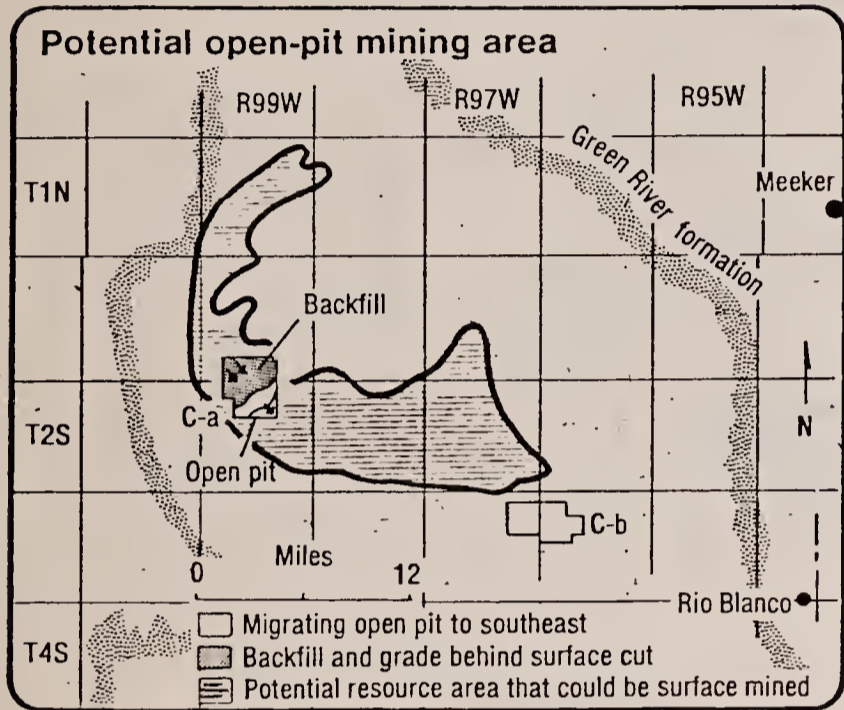 Potential open-pit mining area
R99W
R97W
R95W
T1N
Green River formation
Meeker
Backfill
C-a
N
T2S
Open pit
C-b
Miles
0
12
Rio Blanco
T4S
Migrating open pit to southeast
Backfill and grade behind surface cut
Potential resource area that could be surface mined